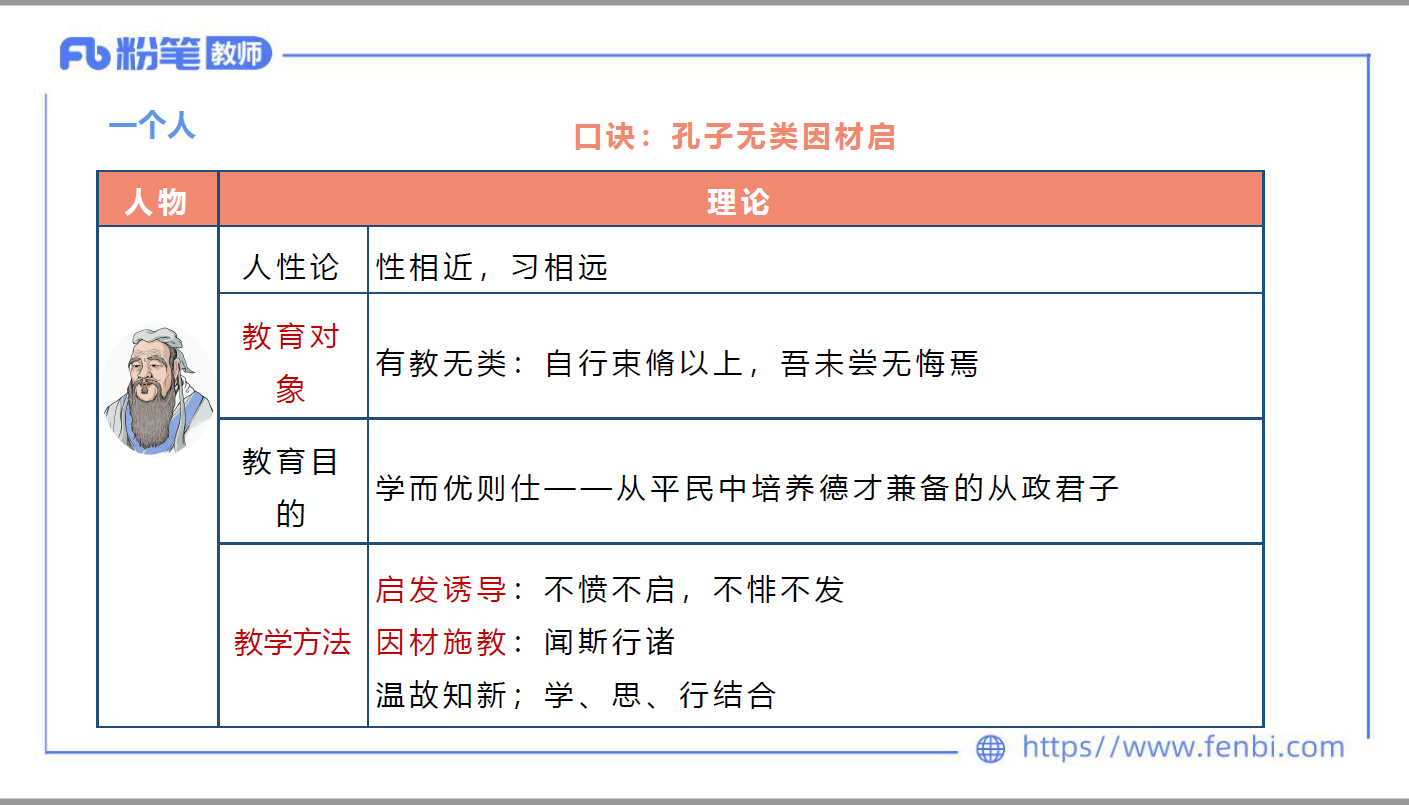 Fb 粉笔 教师
一个人
口诀：孔子无类因材启
人物 理论
人性论 性相近，习相远
教育对
象
有教无类：自行束脩以上，吾未尝无悔焉
教育目
的
学而优则仕——从平民中培养德才兼备的从政君子
教学方法
启发诱导：不愤不启，不悱不发
因材施教：闻斯行诸
温故知新；学、思、行结合
https//www.fenbi.com